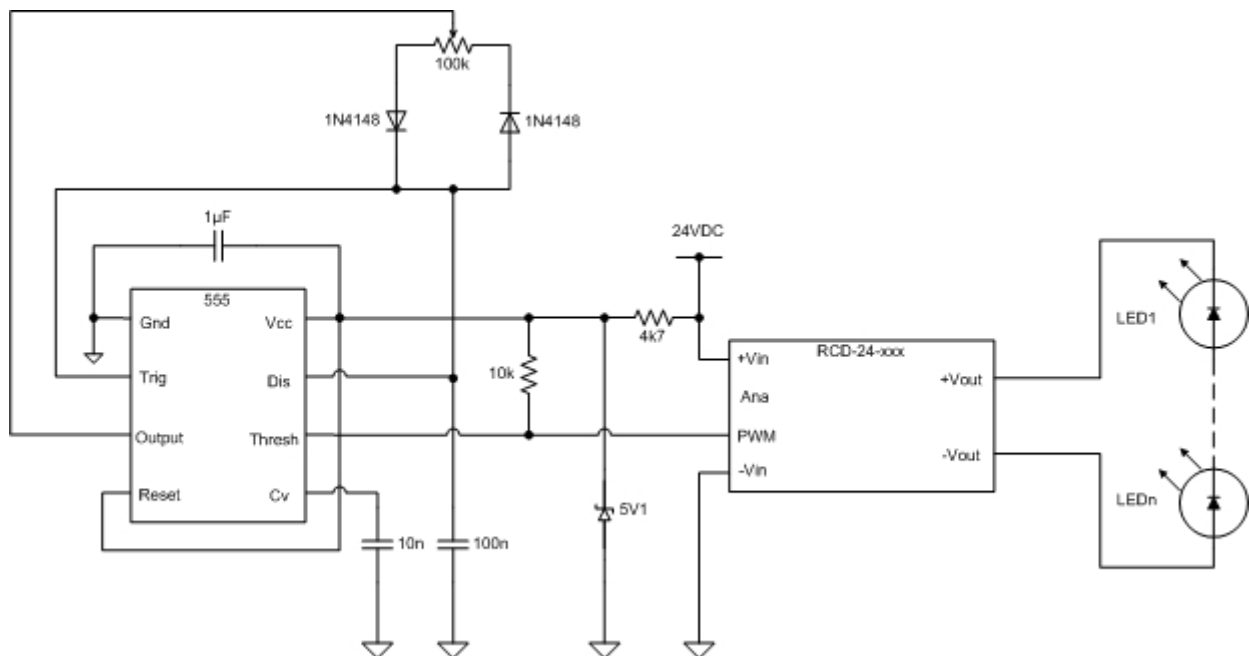 100k
1N4148
1N4148
1µF
24VDC
555
Gnd
Vcc
4k7
LED1
RCD-24-xxx
+Vin
Trig
Dis
10k
+Vout
Ana
Output
Thresh
PWM
-Vout
-Vin
Reset
Cv
LEDn
5V1
10n
100n